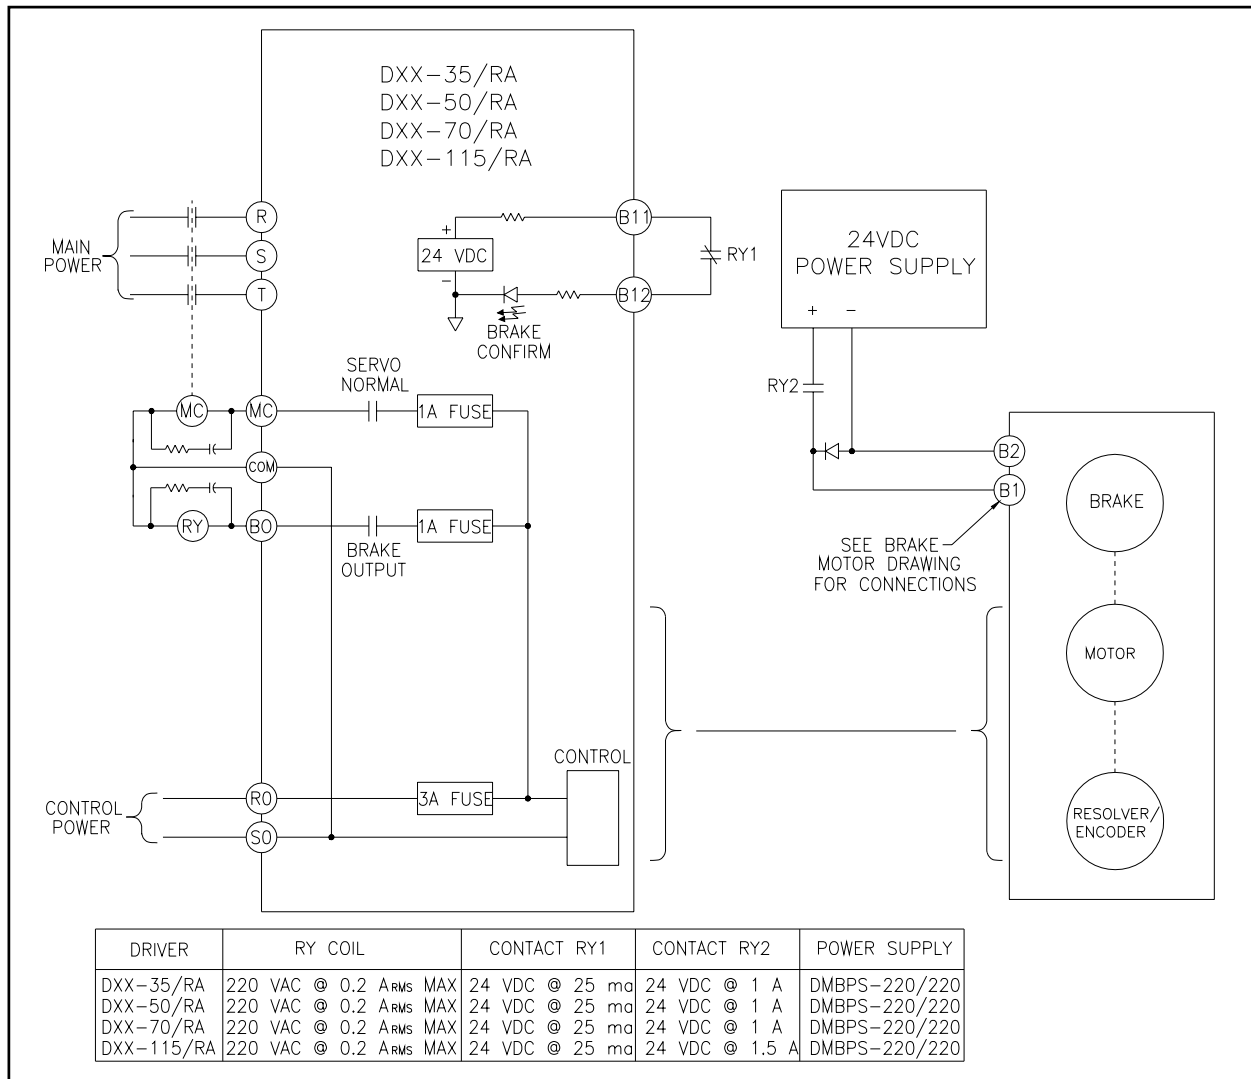 DXX-35/RA
DXX-50/RA
DXX-70/RA
DXX-115/RA
MAIN
POWER
R
S
T
+
24 VDC
-
B11
B12
RY1
BRAKE
CONFIRM
24VDC
POWER SUPPLY
+ -
RY2
SERVO
NORMAL
MC
MC
1A FUSE
COM
RY
BO
1A FUSE
BRAKE
OUTPUT
B2
B1
SEE BRAKE
MOTOR DRAWING
FOR CONNECTIONS
BRAKE
MOTOR
RESOLVER/
ENCODER
CONTROL
CONTROL
POWER
R0
3A FUSE
S0
DRIVER RY COIL CONTACT RY1 CONTACT RY2 POWER SUPPLY
DXX-35/RA 220 VAC @ 0.2 ARMS MAX 24 VDC @ 25 ma 24 VDC @ 1 A DMBPS-220/220
DXX-50/RA 220 VAC @ 0.2 ARMS MAX 24 VDC @ 25 ma 24 VDC @ 1 A DMBPS-220/220
DXX-70/RA 220 VAC @ 0.2 ARMS MAX 24 VDC @ 25 ma 24 VDC @ 1 A DMBPS-220/220
DXX-115/RA 220 VAC @ 0.2 ARMS MAX 24 VDC @ 25 ma 24 VDC @ 1.5 A DMBPS-220/220